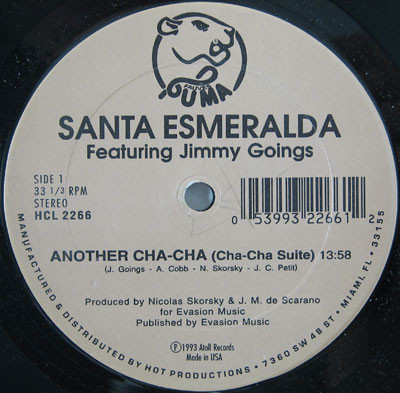 PRIVATE
PUMA
SANTA ESMERALDA
Featuring Jimmy Goings
SIDE 1
33 1/3 RPM
STEREO
HCL 2266
0 53993 22661 2
ANOTHER CHA-CHA (Cha-Cha Suite) 13:58
(J. Goings - A. Cobb - N. Skorsky - J. C. Petit)
Produced by Nicolas Skorsky & J. M. de Scarano
for Evasion Music
Published by Evasion Music
℗ 1993 Atoll Records
Made in USA
MANUFACTURED & DISTRIBUTED BY HOT PRODUCTIONS • 7360 SW 48 ST • MIAMI, FL • 33155